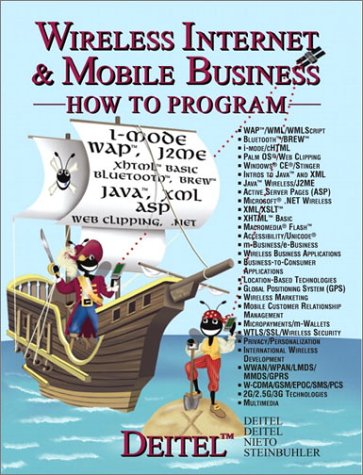 WIRELESS INTERNET
& MOBILE BUSINESS
HOW TO PROGRAM
I-MODE
WAP™, J2ME
XHTML™ BASIC
BLUETOOTH™, BREW™
JAVA™, XML
ASP
WEB CLIPPING, .NET
• WAP™/WML/WMLSCRIPT
• BLUETOOTH™/BREW™
• I-MODE/CHTML
• PALM OS®/WEB CLIPPING
• WINDOWS® CE®/STINGER
• INTRO TO JAVA™ AND XML
• JAVA™ WIRELESS/J2ME
• ACTIVE SERVER PAGES (ASP)
• MICROSOFT® .NET WIRELESS
• XML/XSLT™
• XHTML™ BASIC
• MACROMEDIA® FLASH™
• ACCESSIBILITY/UNICODE®
• M-BUSINESS/E-BUSINESS
• WIRELESS BUSINESS APPLICATIONS
• BUSINESS-TO-CONSUMER
APPLICATIONS
• LOCATION-BASED TECHNOLOGIES
• GLOBAL POSITIONING SYSTEM (GPS)
• WIRELESS MARKETING
• MOBILE CUSTOMER RELATIONSHIP
MANAGEMENT
• MICROPAYMENTS/M-WALLETS
• WTLS/SSL/WIRELESS SECURITY
• PRIVACY/PERSONALIZATION
• INTERNATIONAL WIRELESS
DEVELOPMENT
• WWAN/WPAN/LMDS/
MMDS/GPRS
• W-CDMA/GSM/EPOC/SMS/PCS
• 2G/2.5G/3G TECHNOLOGIES
• MULTIMEDIA
DEITEL
DEITEL
NIETO
STEINBUHLER
DEITEL™